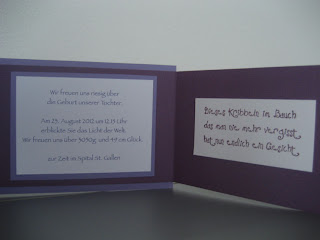 Wir freuen uns riesig über
die Geburt unserer Tochter.
Am 23. August 2012 um 12.13 Uhr
erblickte Sie das Licht der Welt.
Wir freuen uns über 3090g und 49 cm Glück.
zur Zeit im Spital St. Gallen
Dieses Kribbeln im Bauch
das man nie mehr vergisst
hat nun endlich ein Gesicht